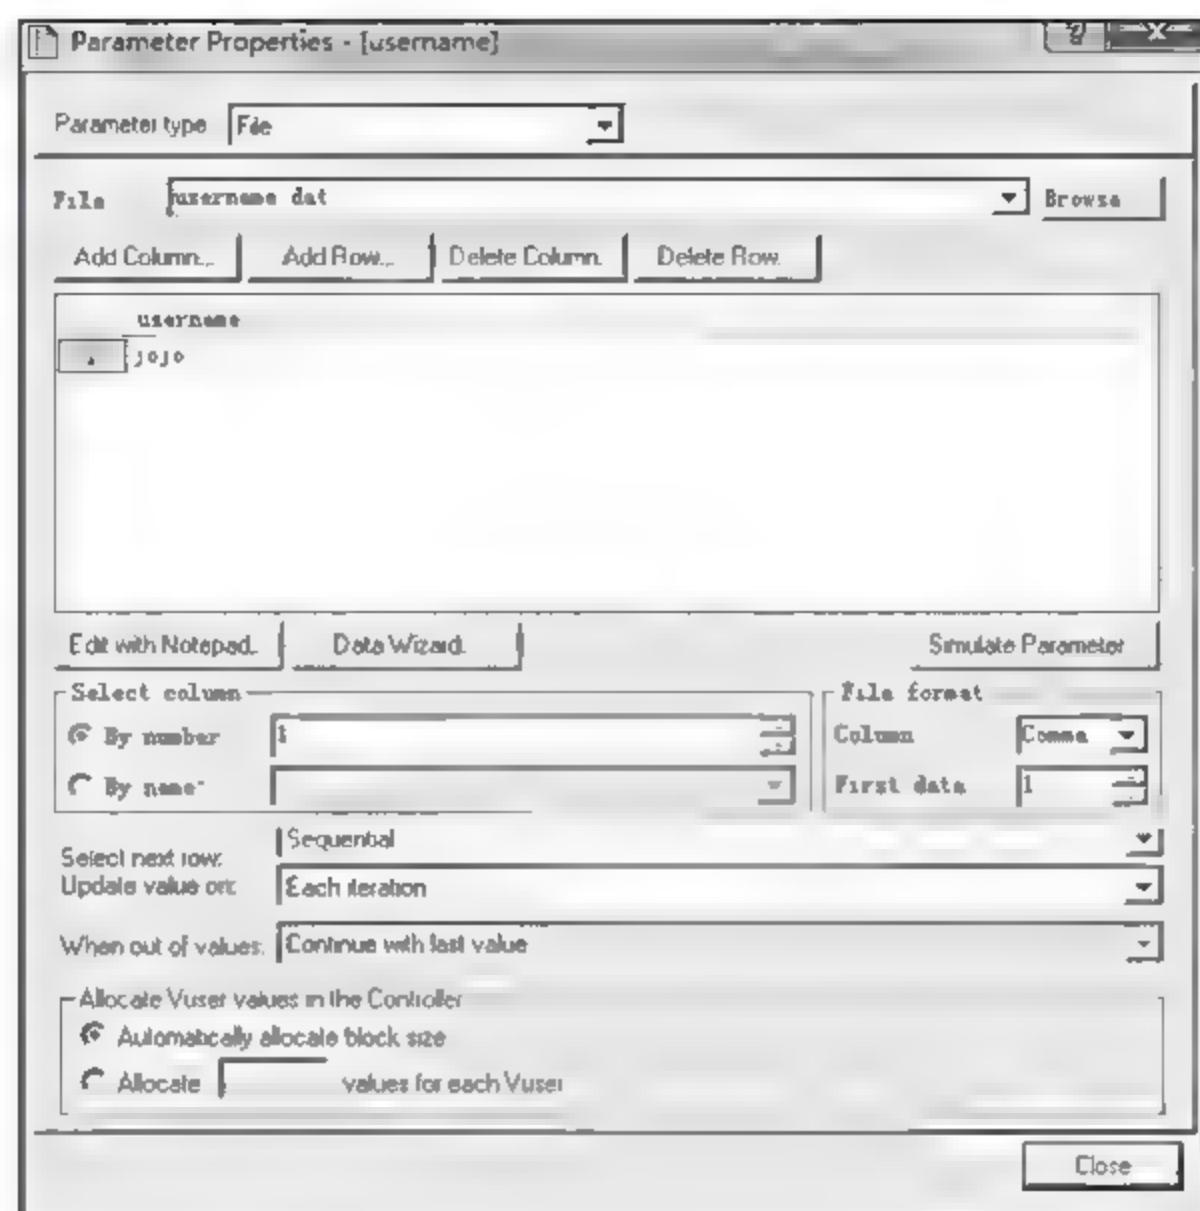 Parameter Properties - [username]
Parameter type File
File username dat Browse
Add Column... Add Row... Delete Column. Delete Row.
username
jojo
Edit with Notepad.. Data Wizard. Simulate Parameter
Select column File format
By number 1 Column Comma
By name First data 1
Sequential
Select next row:
Update value on: Each iteration
When out of values: Continue with last value
Allocate Vuser values in the Controller
Automatically allocate block size
Allocate values for each Vuser
Close